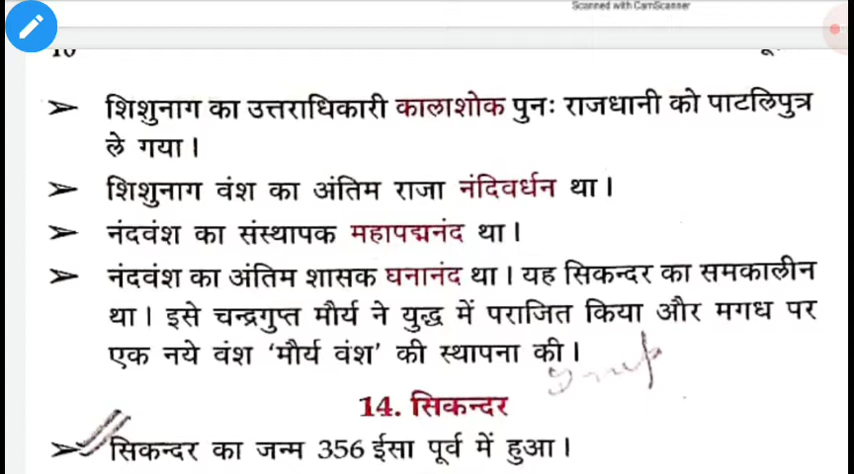 Scanned with CamScanner
10
➤ शिशुनाग का उत्तराधिकारी कालाशोक पुनः राजधानी को पाटलिपुत्र
ले गया।
➤ शिशुनाग वंश का अंतिम राजा नंदिवर्धन था।
➤ नंदवंश का संस्थापक महापद्मनंद था।
➤ नंदवंश का अंतिम शासक घनानंद था। यह सिकन्दर का समकालीन
था। इसे चन्द्रगुप्त मौर्य ने युद्ध में पराजित किया और मगध पर
एक नये वंश ‘मौर्य वंश’ की स्थापना की।
14. सिकन्दर
➤ सिकन्दर का जन्म 356 ईसा पूर्व में हुआ।